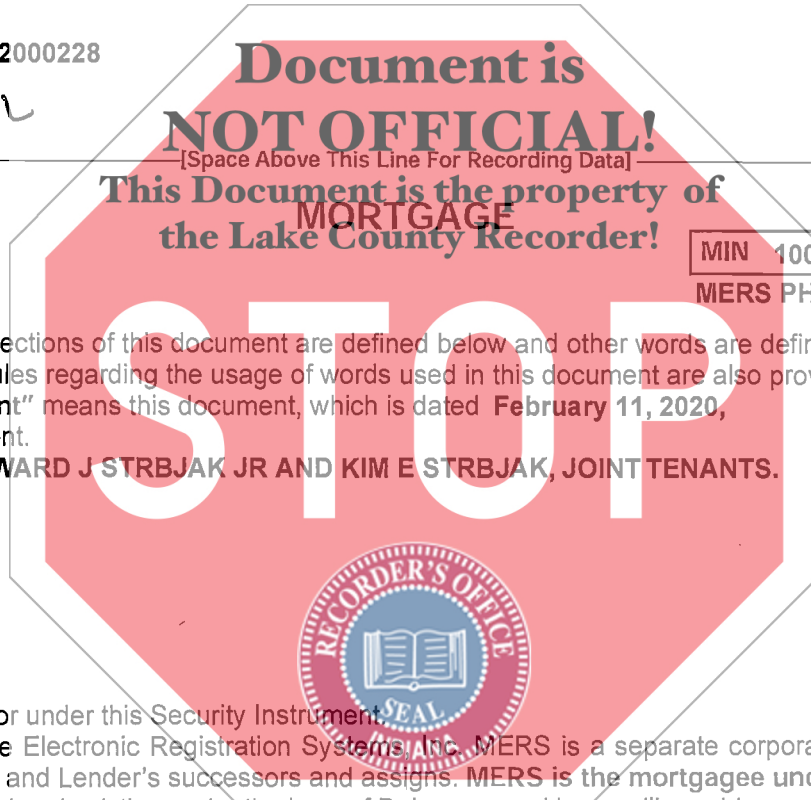 2000228
Document is
NOT OFFICIAL!
[Space Above This Line For Recording Data]
This Document is the property of
MORTGAGE
the Lake County Recorder!
MIN 100
MERS PH
ections of this document are defined below and other words are defin
les regarding the usage of words used in this document are also prov
nt" means this document, which is dated February 11, 2020,
nt.
WARD J STRBJAK JR AND KIM E STRBJAK, JOINT TENANTS.
STOP
RECORDER'S OFFICE
SEAL
INDIANA
or under this Security Instrument.
e Electronic Registration Systems, Inc. MERS is a separate corpora
and Lender's successors and assigns. MERS is the mortgagee und